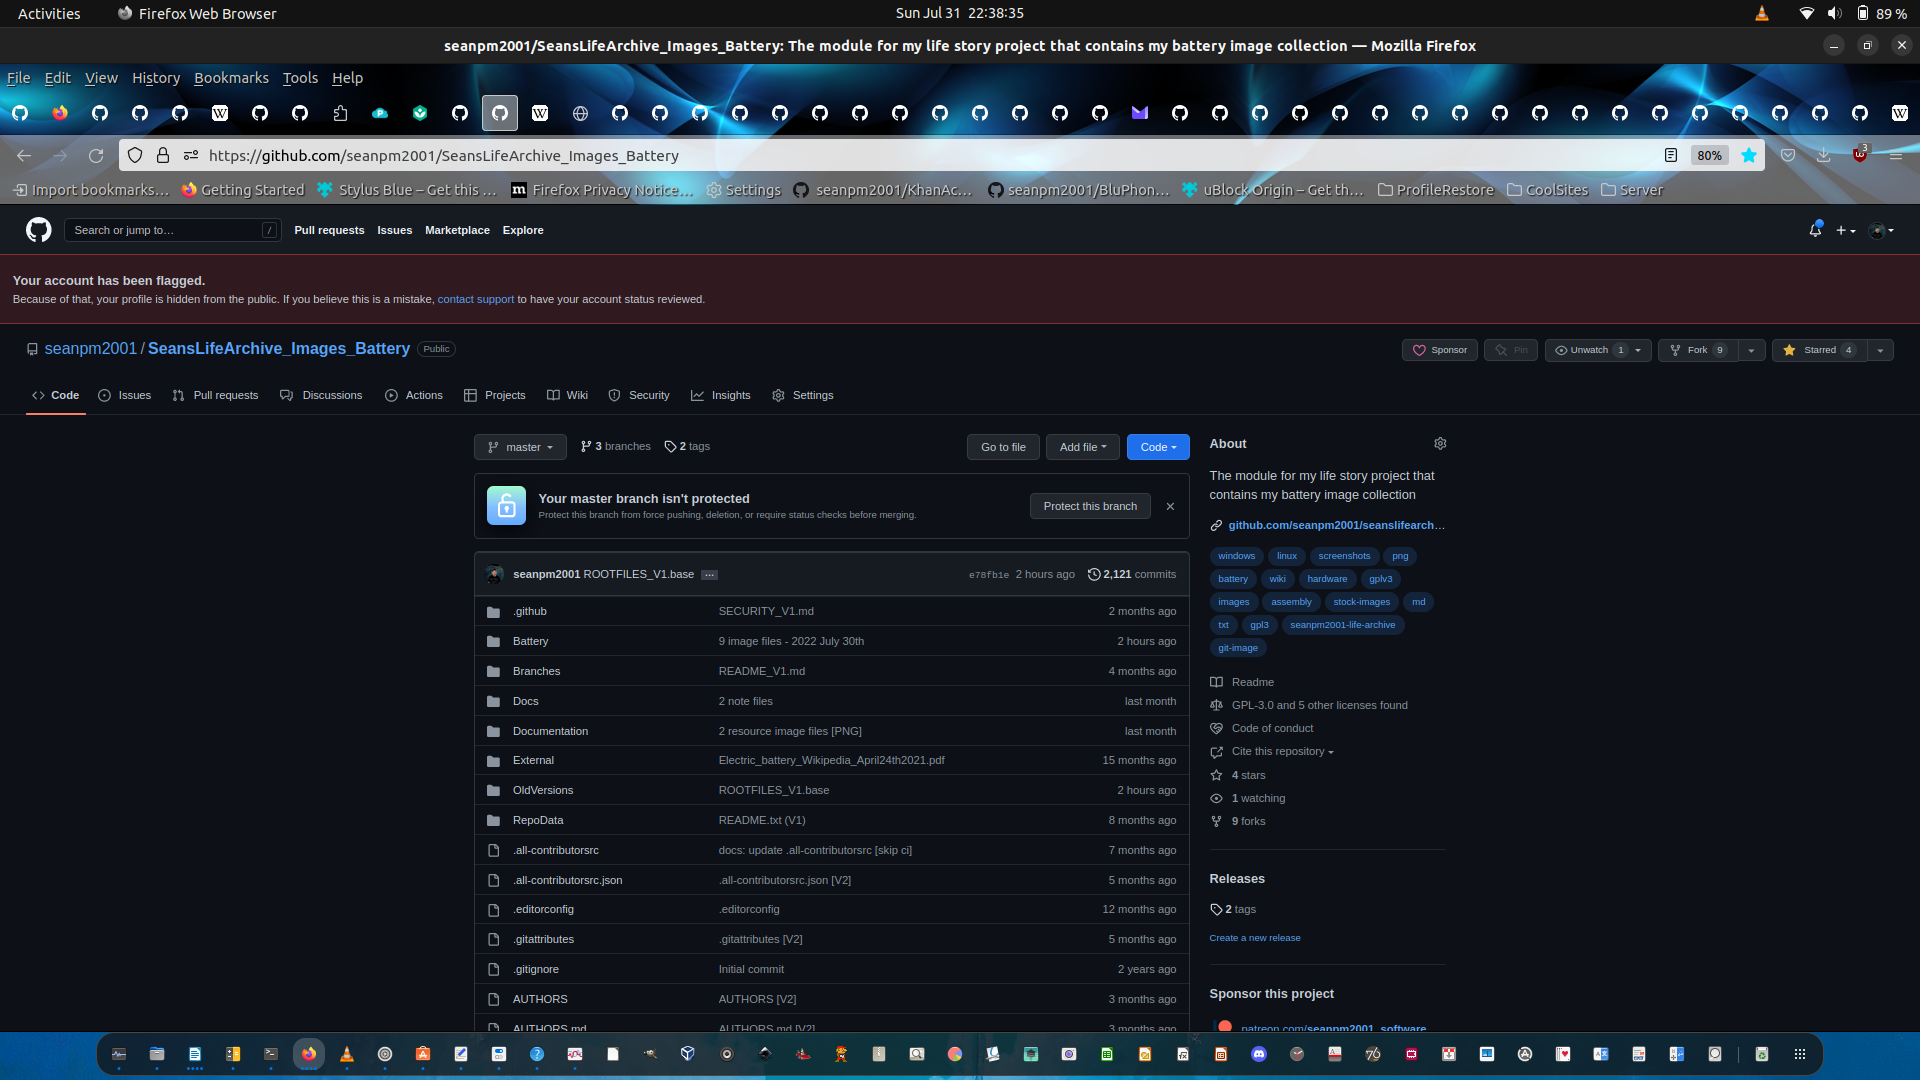 Activities
Firefox Web Browser
Sun Jul 31 22:38:35
89 %
seanpm2001/SeansLifeArchive_Images_Battery: The module for my life story project that contains my battery image collection — Mozilla Firefox
File Edit View History Bookmarks Tools Help
https://github.com/seanpm2001/SeansLifeArchive_Images_Battery
80%
3
Import bookmarks… Getting Started Stylus Blue – Get this … Firefox Privacy Notice… Settings seanpm2001/KhanAc… seanpm2001/BluPhon… uBlock Origin – Get th… ProfileRestore CoolSites Server
Search or jump to… /
Pull requests Issues Marketplace Explore
Your account has been flagged.
Because of that, your profile is hidden from the public. If you believe this is a mistake, contact support to have your account status reviewed.
seanpm2001 / SeansLifeArchive_Images_Battery Public
Sponsor Pin Unwatch 1 Fork 9 Starred 4
Code Issues Pull requests Discussions Actions Projects Wiki Security Insights Settings
master 3 branches 2 tags Go to file Add file Code
Your master branch isn't protected
Protect this branch from force pushing, deletion, or require status checks before merging.
Protect this branch
seanpm2001 ROOTFILES_V1.base … e78fb1e 2 hours ago 2,121 commits
.github SECURITY_V1.md 2 months ago
Battery 9 image files - 2022 July 30th 2 hours ago
Branches README_V1.md 4 months ago
Docs 2 note files last month
Documentation 2 resource image files [PNG] last month
External Electric_battery_Wikipedia_April24th2021.pdf 15 months ago
OldVersions ROOTFILES_V1.base 2 hours ago
RepoData README.txt (V1) 8 months ago
.all-contributorsrc docs: update .all-contributorsrc [skip ci] 7 months ago
.all-contributorsrc.json .all-contributorsrc.json [V2] 5 months ago
.editorconfig .editorconfig 12 months ago
.gitattributes .gitattributes [V2] 5 months ago
.gitignore Initial commit 2 years ago
AUTHORS AUTHORS [V2] 3 months ago
AUTHORS.md AUTHORS.md [V2] 3 months ago
About
The module for my life story project that
contains my battery image collection
github.com/seanpm2001/seanslifearch…
windows linux screenshots png
battery wiki hardware gplv3
images assembly stock-images md
txt gpl3 seanpm2001-life-archive
git-image
Readme
GPL-3.0 and 5 other licenses found
Code of conduct
Cite this repository
4 stars
1 watching
9 forks
Releases
2 tags
Create a new release
Sponsor this project
patreon.com/seanpm2001_software